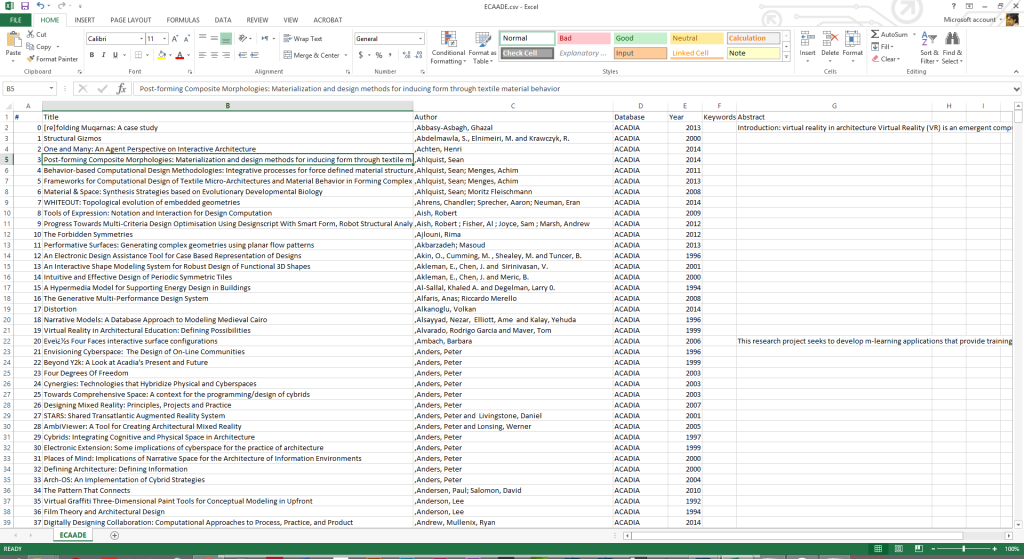 ECAADE.csv - Excel
FILE HOME INSERT PAGE LAYOUT FORMULAS DATA REVIEW VIEW ACROBAT Microsoft account
Cut Calibri 11 Wrap Text General Normal Bad Good Neutral Calculation AutoSum
Copy Fill
Paste Format Painter Merge & Center Conditional Formatting Format as Table Check Cell Explanatory ... Input Linked Cell Note Insert Delete Format Clear Sort & Filter Find & Select
Clipboard Font Alignment Number Styles Cells Editing
B5 Post-forming Composite Morphologies: Materialization and design methods for inducing form through textile material behavior
A B C D E F G H I
1 # Title Author Database Year Keywords Abstract
2 0 [re]folding Muqarnas: A case study ,Abbasy-Asbagh, Ghazal ACADIA 2013 Introduction: virtual reality in architecture Virtual Reality (VR) is an emergent comp
3 1 Structural Gizmos ,Abdelmawla, S., Elnimeiri, M. and Krawczyk, R. ACADIA 2000
4 2 One and Many: An Agent Perspective on Interactive Architecture ,Achten, Henri ACADIA 2014
5 3 Post-forming Composite Morphologies: Materialization and design methods for inducing form through textile m ,Ahlquist, Sean ACADIA 2014
6 4 Behavior-based Computational Design Methodologies: Integrative processes for force defined material structure ,Ahlquist, Sean; Menges, Achim ACADIA 2011
7 5 Frameworks for Computational Design of Textile Micro-Architectures and Material Behavior in Forming Complex ,Ahlquist, Sean; Menges, Achim ACADIA 2013
8 6 Material & Space: Synthesis Strategies based on Evolutionary Developmental Biology ,Ahlquist, Sean; Moritz Fleischmann ACADIA 2008
9 7 WHITEOUT: Topological evolution of embedded geometries ,Ahrens, Chandler; Sprecher, Aaron; Neuman, Eran ACADIA 2014
10 8 Tools of Expression: Notation and Interaction for Design Computation ,Aish, Robert ACADIA 2009
11 9 Progress Towards Multi-Criteria Design Optimisation Using Designscript With Smart Form, Robot Structural Analy ,Aish, Robert ; Fisher, Al ; Joyce, Sam ; Marsh, Andrew ACADIA 2012
12 10 The Forbidden Symmetries ,Ajlouni, Rima ACADIA 2012
13 11 Performative Surfaces: Generating complex geometries using planar flow patterns ,Akbarzadeh; Masoud ACADIA 2013
14 12 An Electronic Design Assistance Tool for Case Based Representation of Designs ,Akin, O., Cumming, M. , Shealey, M. and Tuncer, B. ACADIA 1996
15 13 An Interactive Shape Modeling System for Robust Design of Functional 3D Shapes ,Akleman, E., Chen, J. and Sirinivasan, V. ACADIA 2001
16 14 Intuitive and Effective Design of Periodic Symmetric Tiles ,Akleman, E., Chen, J. and Meric, B. ACADIA 2000
17 15 A Hypermedia Model for Supporting Energy Design in Buildings ,Al-Sallal, Khaled A. and Degelman, Larry O. ACADIA 1994
18 16 The Generative Multi-Performance Design System ,Alfaris, Anas; Riccardo Merello ACADIA 2008
19 17 Distortion ,Alkanoglu, Volkan ACADIA 2014
20 18 Narrative Models: A Database Approach to Modeling Medieval Cairo ,Alsayyad, Nezar, Elliott, Ame and Kalay, Yehuda ACADIA 1996
21 19 Virtual Reality in Architectural Education: Defining Possibilities ,Alvarado, Rodrigo Garcia and Maver, Tom ACADIA 1999
22 20 Eveï¿½s Four Faces interactive surface configurations ,Ambach, Barbara ACADIA 2006 This research project seeks to develop m-learning applications that provide training
23 21 Envisioning Cyberspace: The Design of On-Line Communities ,Anders, Peter ACADIA 1996
24 22 Beyond Y2k: A Look at Acadia's Present and Future ,Anders, Peter ACADIA 1999
25 23 Four Degrees Of Freedom ,Anders, Peter ACADIA 2003
26 24 Cynergies: Technologies that Hybridize Physical and Cyberspaces ,Anders, Peter ACADIA 2003
27 25 Towards Comprehensive Space: A context for the programming/design of cybrids ,Anders, Peter ACADIA 2003
28 26 Designing Mixed Reality: Principles, Projects and Practice ,Anders, Peter ACADIA 2007
29 27 STARS: Shared Transatlantic Augmented Reality System ,Anders, Peter and Livingstone, Daniel ACADIA 2001
30 28 AmbiViewer: A Tool for Creating Architectural Mixed Reality ,Anders, Peter and Lonsing, Werner ACADIA 2005
31 29 Cybrids: Integrating Cognitive and Physical Space in Architecture ,Anders, Peter ACADIA 1997
32 30 Electronic Extension: Some implications of cyberspace for the practice of architecture ,Anders, Peter ACADIA 1999
33 31 Places of Mind: Implications of Narrative Space for the Architecture of Information Environments ,Anders, Peter ACADIA 2000
34 32 Defining Architecture: Defining Information ,Anders, Peter ACADIA 2000
35 33 Arch-OS: An Implementation of Cybrid Strategies ,Anders, Peter ACADIA 2004
36 34 The Pattern That Connects ,Andersen, Paul; Salomon, David ACADIA 2010
37 35 Virtual Graffiti Three-Dimensional Paint Tools for Conceptual Modeling in Upfront ,Anderson, Lee ACADIA 1992
38 36 Film Theory and Architectural Design ,Anderson, Lee ACADIA 1994
39 37 Digitally Designing Collaboration: Computational Approaches to Process, Practice, and Product ,Andrew, Mullenix, Ryan ACADIA 2014
ECAADE
READY 100%